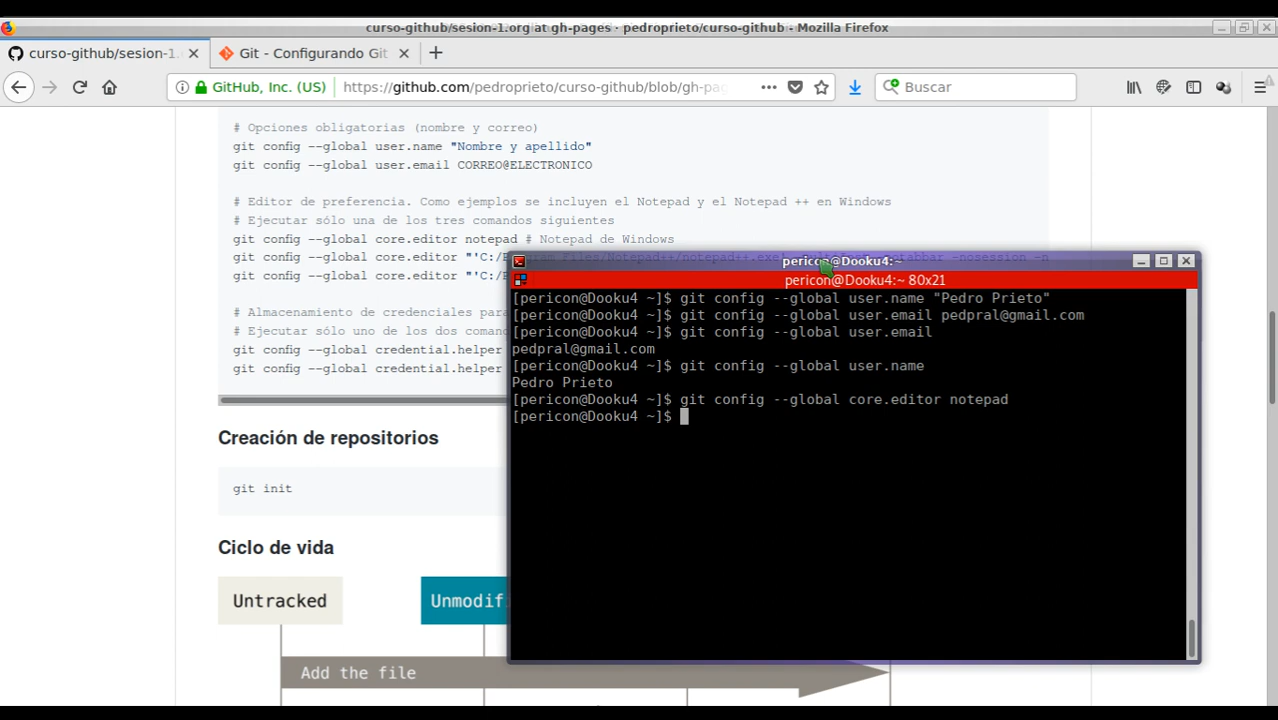 curso-github/sesion-1.org at gh-pages · pedroprieto/curso-github - Mozilla Firefox
curso-github/sesion-1.
Git - Configurando Git
GitHub, Inc. (US)
https://github.com/pedroprieto/curso-github/blob/gh-pag
Buscar
# Opciones obligatorias (nombre y correo)
git config --global user.name "Nombre y apellido"
git config --global user.email CORREO@ELECTRONICO
# Editor de preferencia. Como ejemplos se incluyen el Notepad y el Notepad ++ en Windows
# Ejecutar sólo una de los tres comandos siguientes
git config --global core.editor notepad # Notepad de Windows
git config --global core.editor "'C:/
git config --global core.editor "'C:/
# Almacenamiento de credenciales para
# Ejecutar sólo uno de los dos comand
git config --global credential.helper
git config --global credential.helper
Creación de repositorios
git init
Ciclo de vida
Untracked
Unmodif
Add the file
pericon@Dooku4:~
pericon@Dooku4:~ 80x21
[pericon@Dooku4 ~]$ git config --global user.name "Pedro Prieto"
[pericon@Dooku4 ~]$ git config --global user.email pedpral@gmail.com
[pericon@Dooku4 ~]$ git config --global user.email
pedpral@gmail.com
[pericon@Dooku4 ~]$ git config --global user.name
Pedro Prieto
[pericon@Dooku4 ~]$ git config --global core.editor notepad
[pericon@Dooku4 ~]$